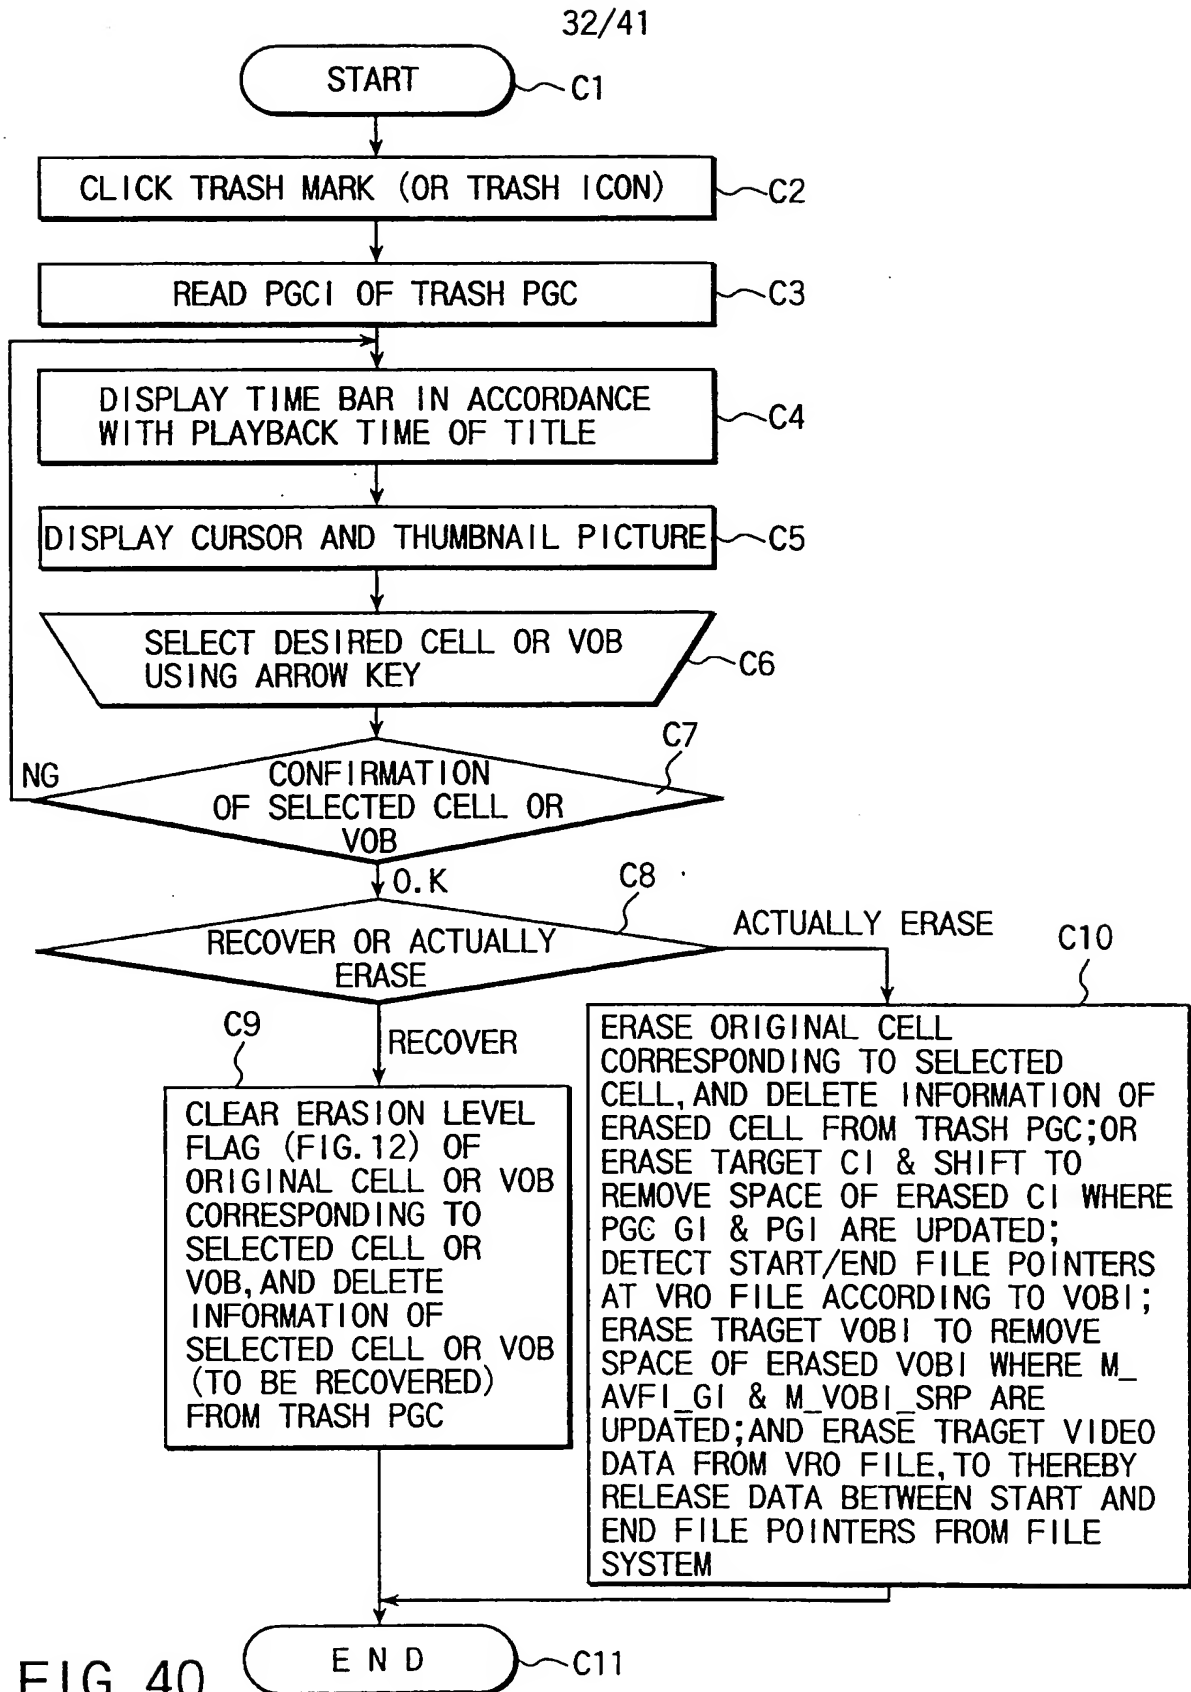 32/41
START
C1
CLICK TRASH MARK (OR TRASH ICON)
C2
READ PGCI OF TRASH PGC
C3
DISPLAY TIME BAR IN ACCORDANCE
WITH PLAYBACK TIME OF TITLE
C4
DISPLAY CURSOR AND THUMBNAIL PICTURE
C5
SELECT DESIRED CELL OR VOB
USING ARROW KEY
C6
C7
NG
CONFIRMATION
OF SELECTED CELL OR
VOB
O.K
C8
RECOVER OR ACTUALLY
ERASE
ACTUALLY ERASE
C10
C9
RECOVER
CLEAR ERASION LEVEL
FLAG (FIG.12) OF
ORIGINAL CELL OR VOB
CORRESPONDING TO
SELECTED CELL OR
VOB, AND DELETE
INFORMATION OF
SELECTED CELL OR VOB
(TO BE RECOVERED)
FROM TRASH PGC
ERASE ORIGINAL CELL
CORRESPONDING TO SELECTED
CELL, AND DELETE INFORMATION OF
ERASED CELL FROM TRASH PGC;OR
ERASE TARGET CI & SHIFT TO
REMOVE SPACE OF ERASED CI WHERE
PGC GI & PGI ARE UPDATED;
DETECT START/END FILE POINTERS
AT VRO FILE ACCORDING TO VOBI;
ERASE TRAGET VOBI TO REMOVE
SPACE OF ERASED VOBI WHERE M_
AVFI_GI & M_VOBI_SRP ARE
UPDATED;AND ERASE TRAGET VIDEO
DATA FROM VRO FILE, TO THEREBY
RELEASE DATA BETWEEN START AND
END FILE POINTERS FROM FILE
SYSTEM
END
C11
FIG. 40